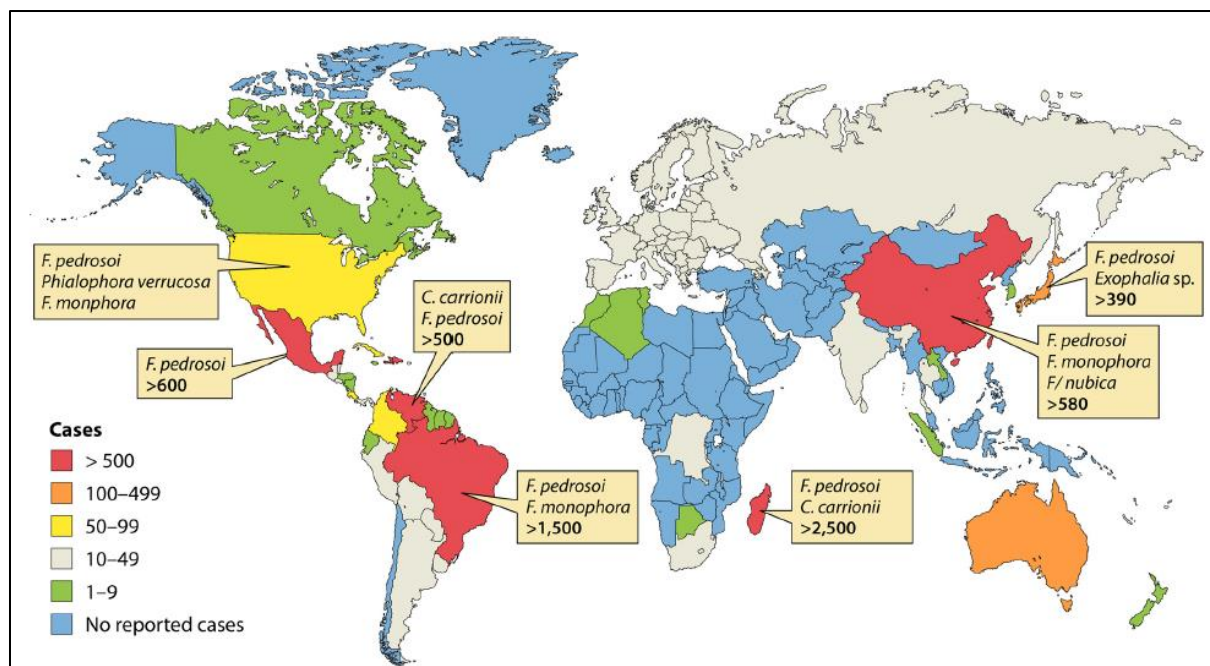 F. pedrosoi
Phialophora verrucosa
F. monphora
F. pedrosoi
>600
C. carrionii
F. pedrosoi
>500
F. pedrosoi
Exophalia sp.
>390
F. pedrosoi
F. monophora
F/ nubica
>580
F. pedrosoi
F. monophora
>1,500
F. pedrosoi
C. carrionii
>2,500
Cases
> 500
100–499
50–99
10–49
1–9
No reported cases